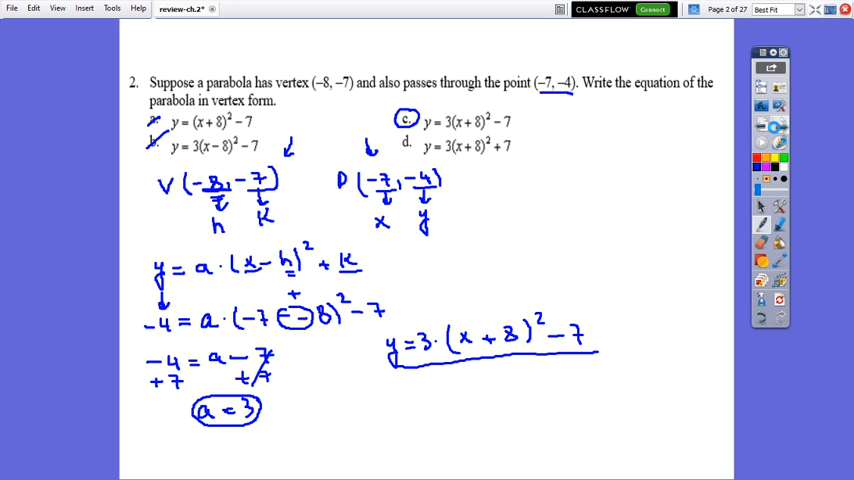 File Edit View Insert Tools Help review-ch.2* CLASSFLOW Connect Page 2 of 27 Best Fit
2. Suppose a parabola has vertex (−8, −7) and also passes through the point (−7, −4). Write the equation of the
parabola in vertex form.
a. y = (x + 8)² − 7 c. y = 3(x + 8)² − 7
b. y = 3(x − 8)² − 7 d. y = 3(x + 8)² + 7
V (−8, −7) P (−7, −4)
h K x y
y = a · (x − h)² + K
+
−4 = a · (−7 − −8)² − 7
y = 3 · (x + 8)² − 7
−4 = a − 7
+7 +7
a = 3